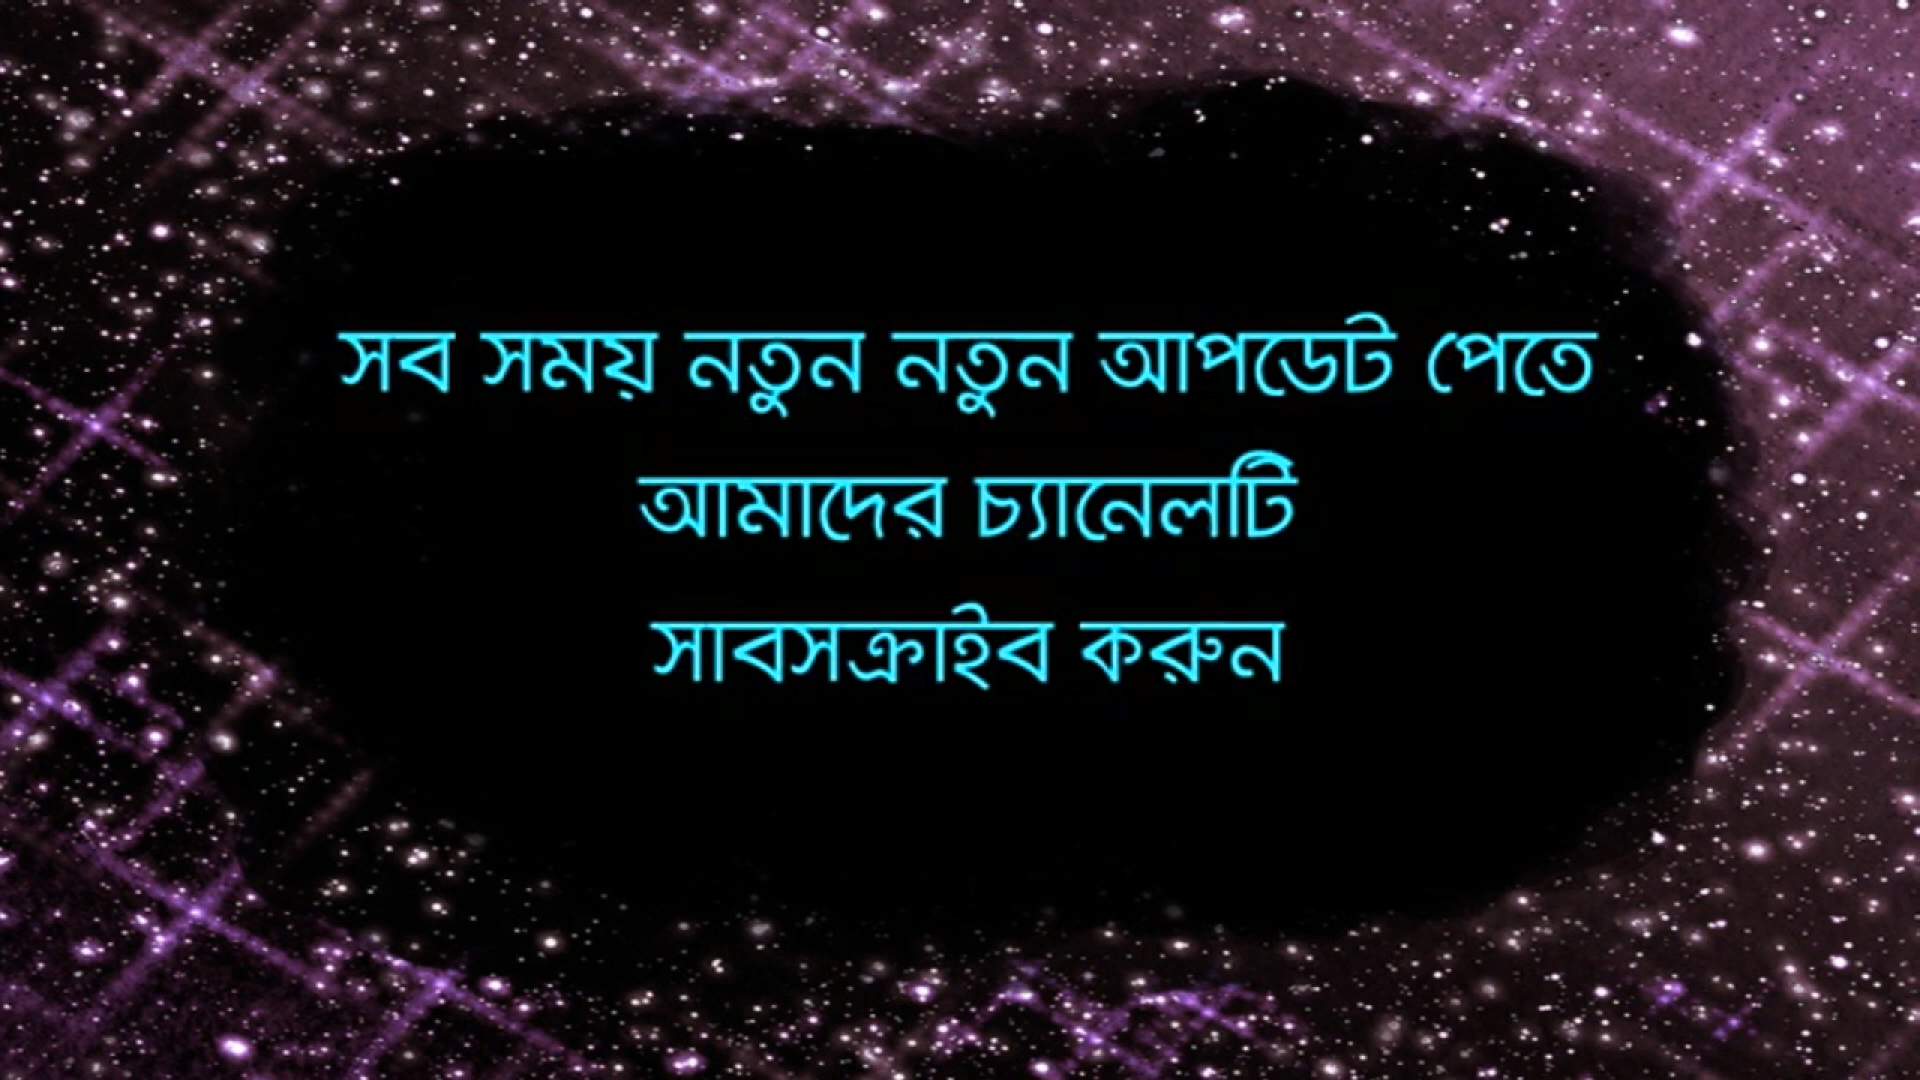 সব সময় নতুন নতুন আপডেট পেতে
আমাদের চ্যানেলটি
সাবসক্রাইব করুন